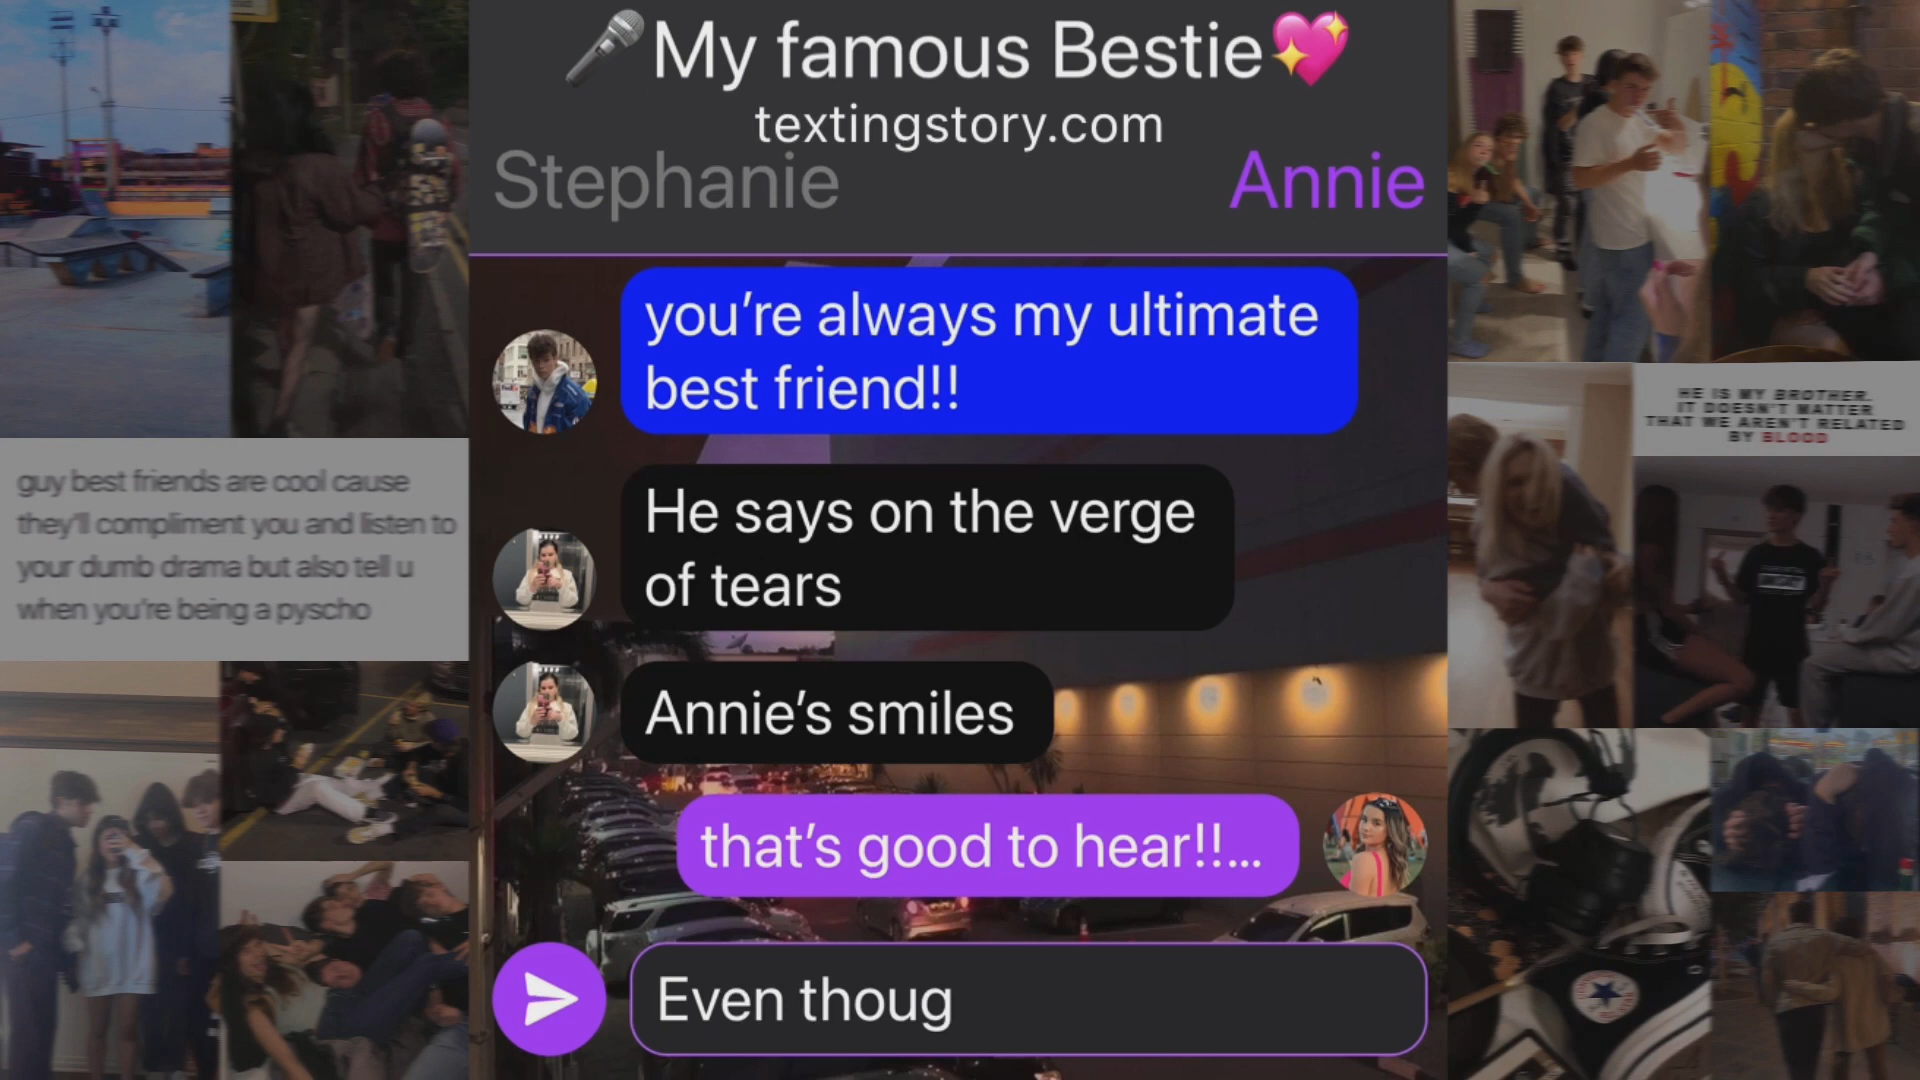 🎤My famous Bestie💖
textingstory.com
Stephanie
Annie
you’re always my ultimate
best friend!!
He says on the verge
of tears
Annie’s smiles
that’s good to hear!!...
Even thoug
guy best friends are cool cause
they'll compliment you and listen to
your dumb drama but also tell u
when you're being a pyscho
HE IS MY BROTHER.
IT DOESN'T MATTER
THAT WE AREN'T RELATED
BY BLOOD